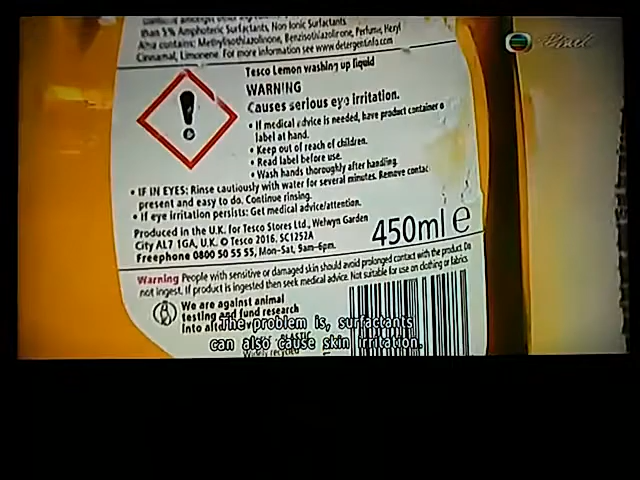 than 5% Amphoteric Surfactants, Non Ionic Surfactants
Also contains: Methylisothiazolinone, Benzisothiazolinone, Perfume, Hexyl
Cinnamal, Limonene. For more information see www.detergentinfo.com
Tesco Lemon washing up liquid
WARNING
Causes serious eye irritation.
• If medical advice is needed, have product container o
label at hand.
• Keep out of reach of children.
• Read label before use.
• Wash hands thoroughly after handling.
• IF IN EYES: Rinse cautiously with water for several minutes. Remove contac
present and easy to do. Continue rinsing.
• If eye irritation persists: Get medical advice/attention.
Produced in the U.K. for Tesco Stores Ltd., Welwyn Garden
City AL7 1GA, U.K. © Tesco 2016. SC1252A
Freephone 0800 50 55 55, Mon-Sat, 9am-6pm.
450ml e
Warning People with sensitive or damaged skin should avoid prolonged contact with the product. Do
not ingest. If product is ingested then seek medical advice. Not suitable for use on clothing or fabrics
We are against animal
testing and fund research
into
The problem is, surfactants
can also cause skin irritation.
Widely recycled
Pearl